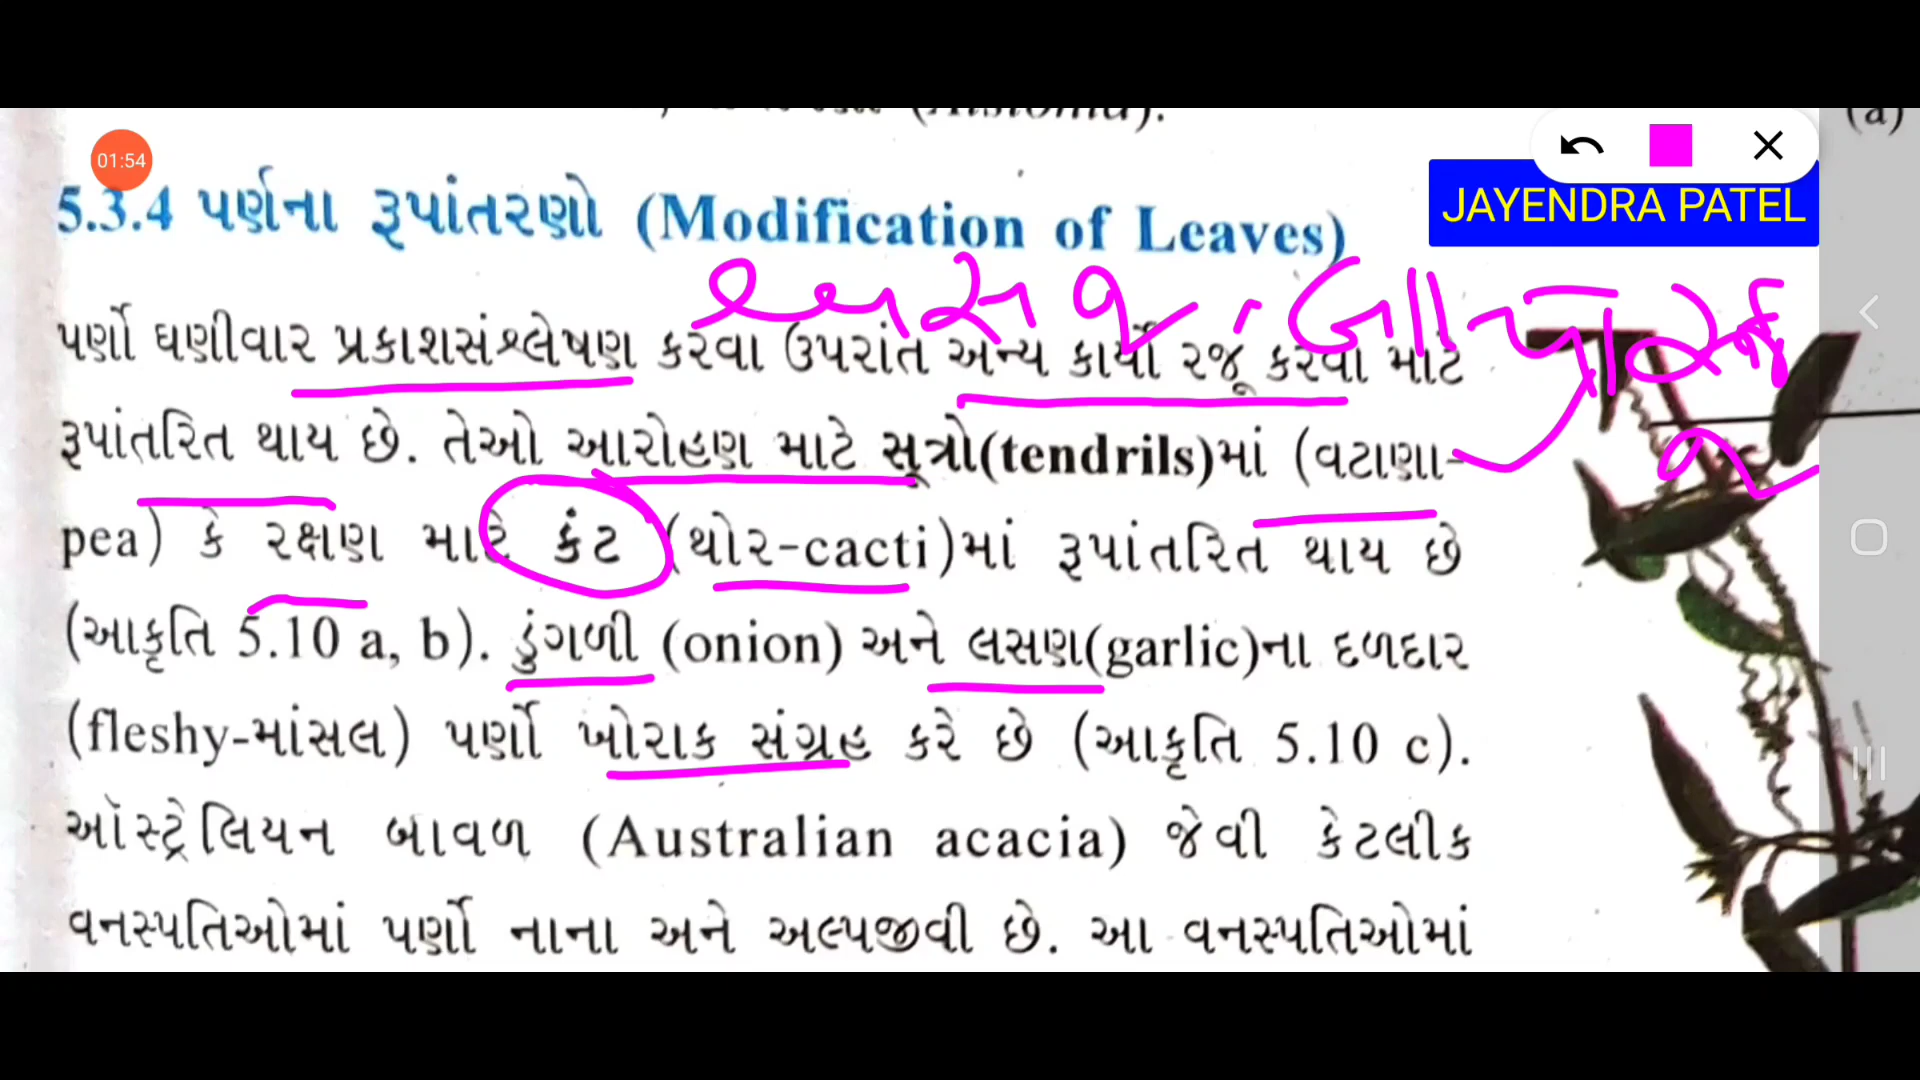 (Alstonia).
(a)
01:54
5.3.4 પર્ણના રૂપાંતરણો (Modification of Leaves)
JAYENDRA PATEL
પર્ણો ઘણીવાર પ્રકાશસંશ્લેષણ કરવા ઉપરાંત અન્ય કાર્યો રજૂ કરવા માટે
રૂપાંતરિત થાય છે. તેઓ આરોહણ માટે સૂત્રો(tendrils)માં (વટાણા-
pea) કે રક્ષણ માટે કંટ (થોર-cacti)માં રૂપાંતરિત થાય છે
(આકૃતિ 5.10 a, b). ડુંગળી (onion) અને લસણ(garlic)ના દળદાર
(fleshy-માંસલ) પર્ણો ખોરાક સંગ્રહ કરે છે (આકૃતિ 5.10 c).
ઑસ્ટ્રેલિયન બાવળ (Australian acacia) જેવી કેટલીક
વનસ્પતિઓમાં પર્ણો નાના અને અલ્પજીવી છે. આ વનસ્પતિઓમાં